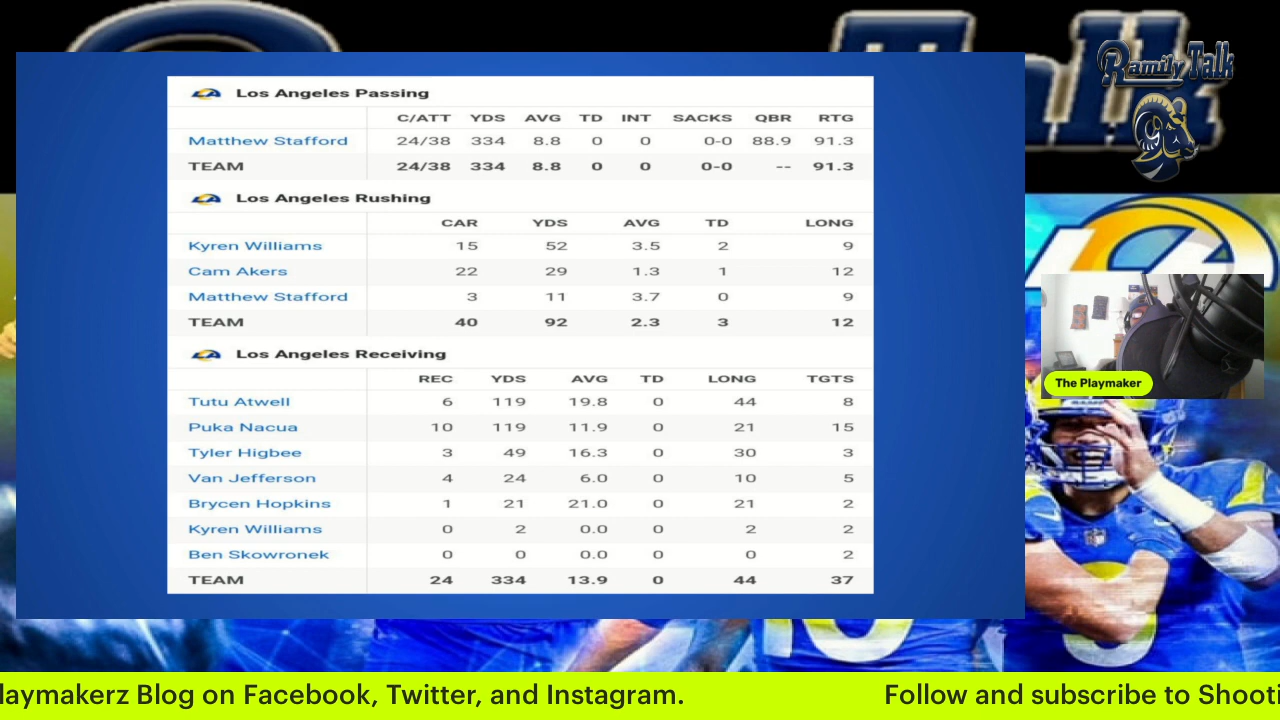 Ramily Talk
Los Angeles Passing
C/ATT YDS AVG TD INT SACKS QBR RTG
Matthew Stafford 24/38 334 8.8 0 0 0-0 88.9 91.3
TEAM 24/38 334 8.8 0 0 0-0 -- 91.3
Los Angeles Rushing
CAR YDS AVG TD LONG
Kyren Williams 15 52 3.5 2 9
Cam Akers 22 29 1.3 1 12
Matthew Stafford 3 11 3.7 0 9
TEAM 40 92 2.3 3 12
Los Angeles Receiving
REC YDS AVG TD LONG TGTS
Tutu Atwell 6 119 19.8 0 44 8
Puka Nacua 10 119 11.9 0 21 15
Tyler Higbee 3 49 16.3 0 30 3
Van Jefferson 4 24 6.0 0 10 5
Brycen Hopkins 1 21 21.0 0 21 2
Kyren Williams 0 2 0.0 0 2 2
Ben Skowronek 0 0 0.0 0 0 2
TEAM 24 334 13.9 0 44 37
The Playmaker
laymakerz Blog on Facebook, Twitter, and Instagram. Follow and subscribe to Shooti